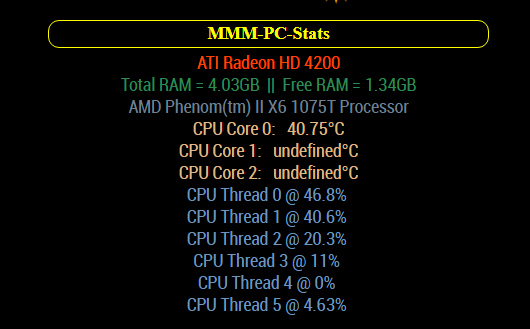 MMM-PC-Stats
ATI Radeon HD 4200
Total RAM = 4.03GB || Free RAM = 1.34GB
AMD Phenom(tm) II X6 1075T Processor
CPU Core 0: 40.75°C
CPU Core 1: undefined°C
CPU Core 2: undefined°C
CPU Thread 0 @ 46.8%
CPU Thread 1 @ 40.6%
CPU Thread 2 @ 20.3%
CPU Thread 3 @ 11%
CPU Thread 4 @ 0%
CPU Thread 5 @ 4.63%